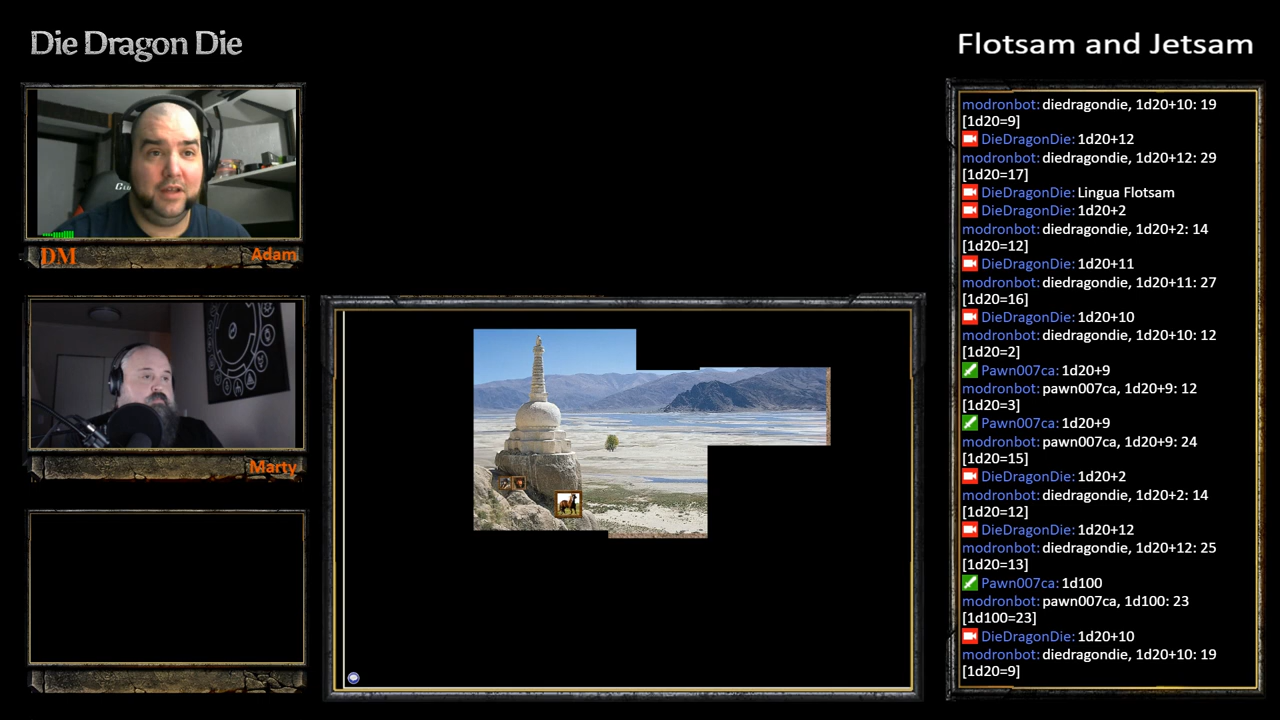 Die Dragon Die
Flotsam and Jetsam
DM
Adam
Marty
modronbot: diedragondie, 1d20+10: 19
[1d20=9]
DieDragonDie: 1d20+12
modronbot: diedragondie, 1d20+12: 29
[1d20=17]
DieDragonDie: Lingua Flotsam
DieDragonDie: 1d20+2
modronbot: diedragondie, 1d20+2: 14
[1d20=12]
DieDragonDie: 1d20+11
modronbot: diedragondie, 1d20+11: 27
[1d20=16]
DieDragonDie: 1d20+10
modronbot: diedragondie, 1d20+10: 12
[1d20=2]
Pawn007ca: 1d20+9
modronbot: pawn007ca, 1d20+9: 12
[1d20=3]
Pawn007ca: 1d20+9
modronbot: pawn007ca, 1d20+9: 24
[1d20=15]
DieDragonDie: 1d20+2
modronbot: diedragondie, 1d20+2: 14
[1d20=12]
DieDragonDie: 1d20+12
modronbot: diedragondie, 1d20+12: 25
[1d20=13]
Pawn007ca: 1d100
modronbot: pawn007ca, 1d100: 23
[1d100=23]
DieDragonDie: 1d20+10
modronbot: diedragondie, 1d20+10: 19
[1d20=9]